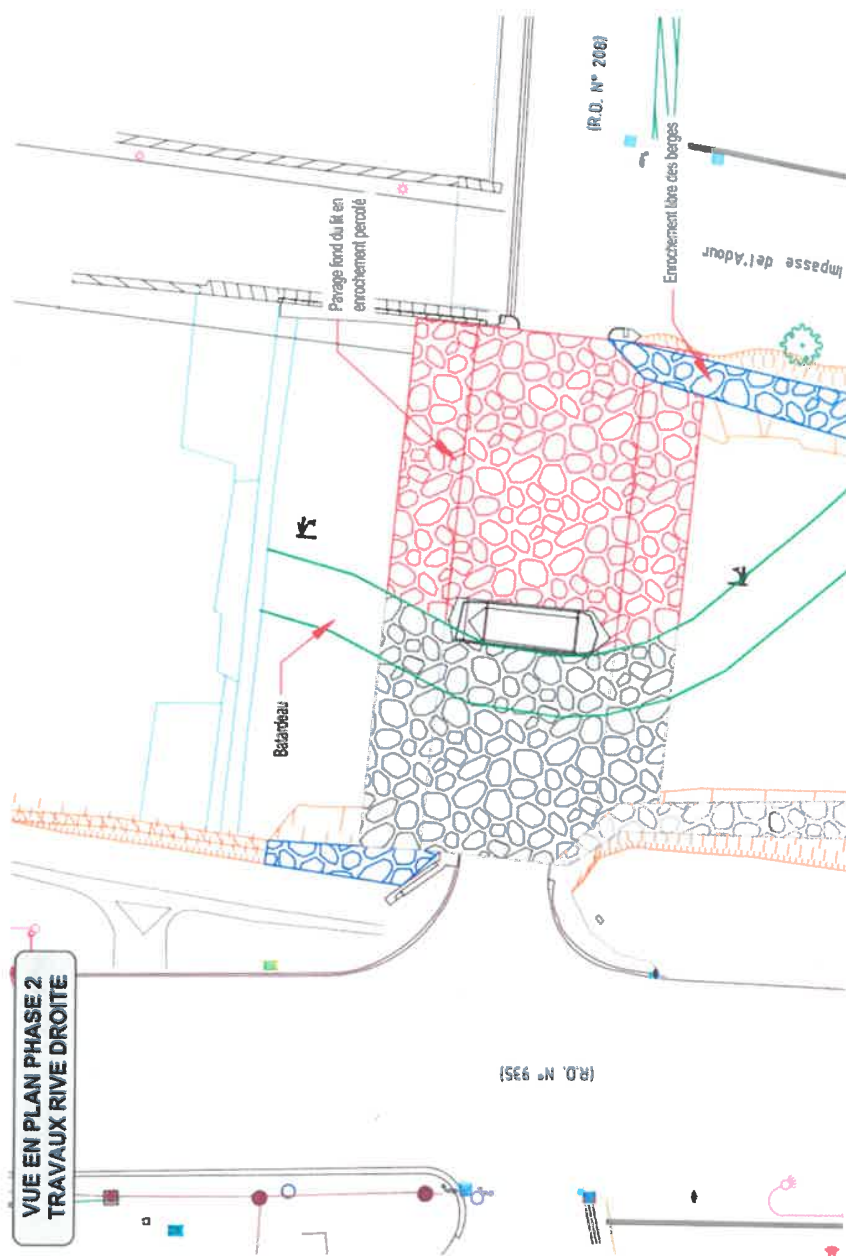 VUE EN PLAN PHASE 2
TRAVAUX RIVE DROITE
Batardeau
Pavage fond du lit en
enrochement percolé
Enrochement libre des berges
(R.D. N° 208)
Impasse de l'Adour
(R.D. N° 935)